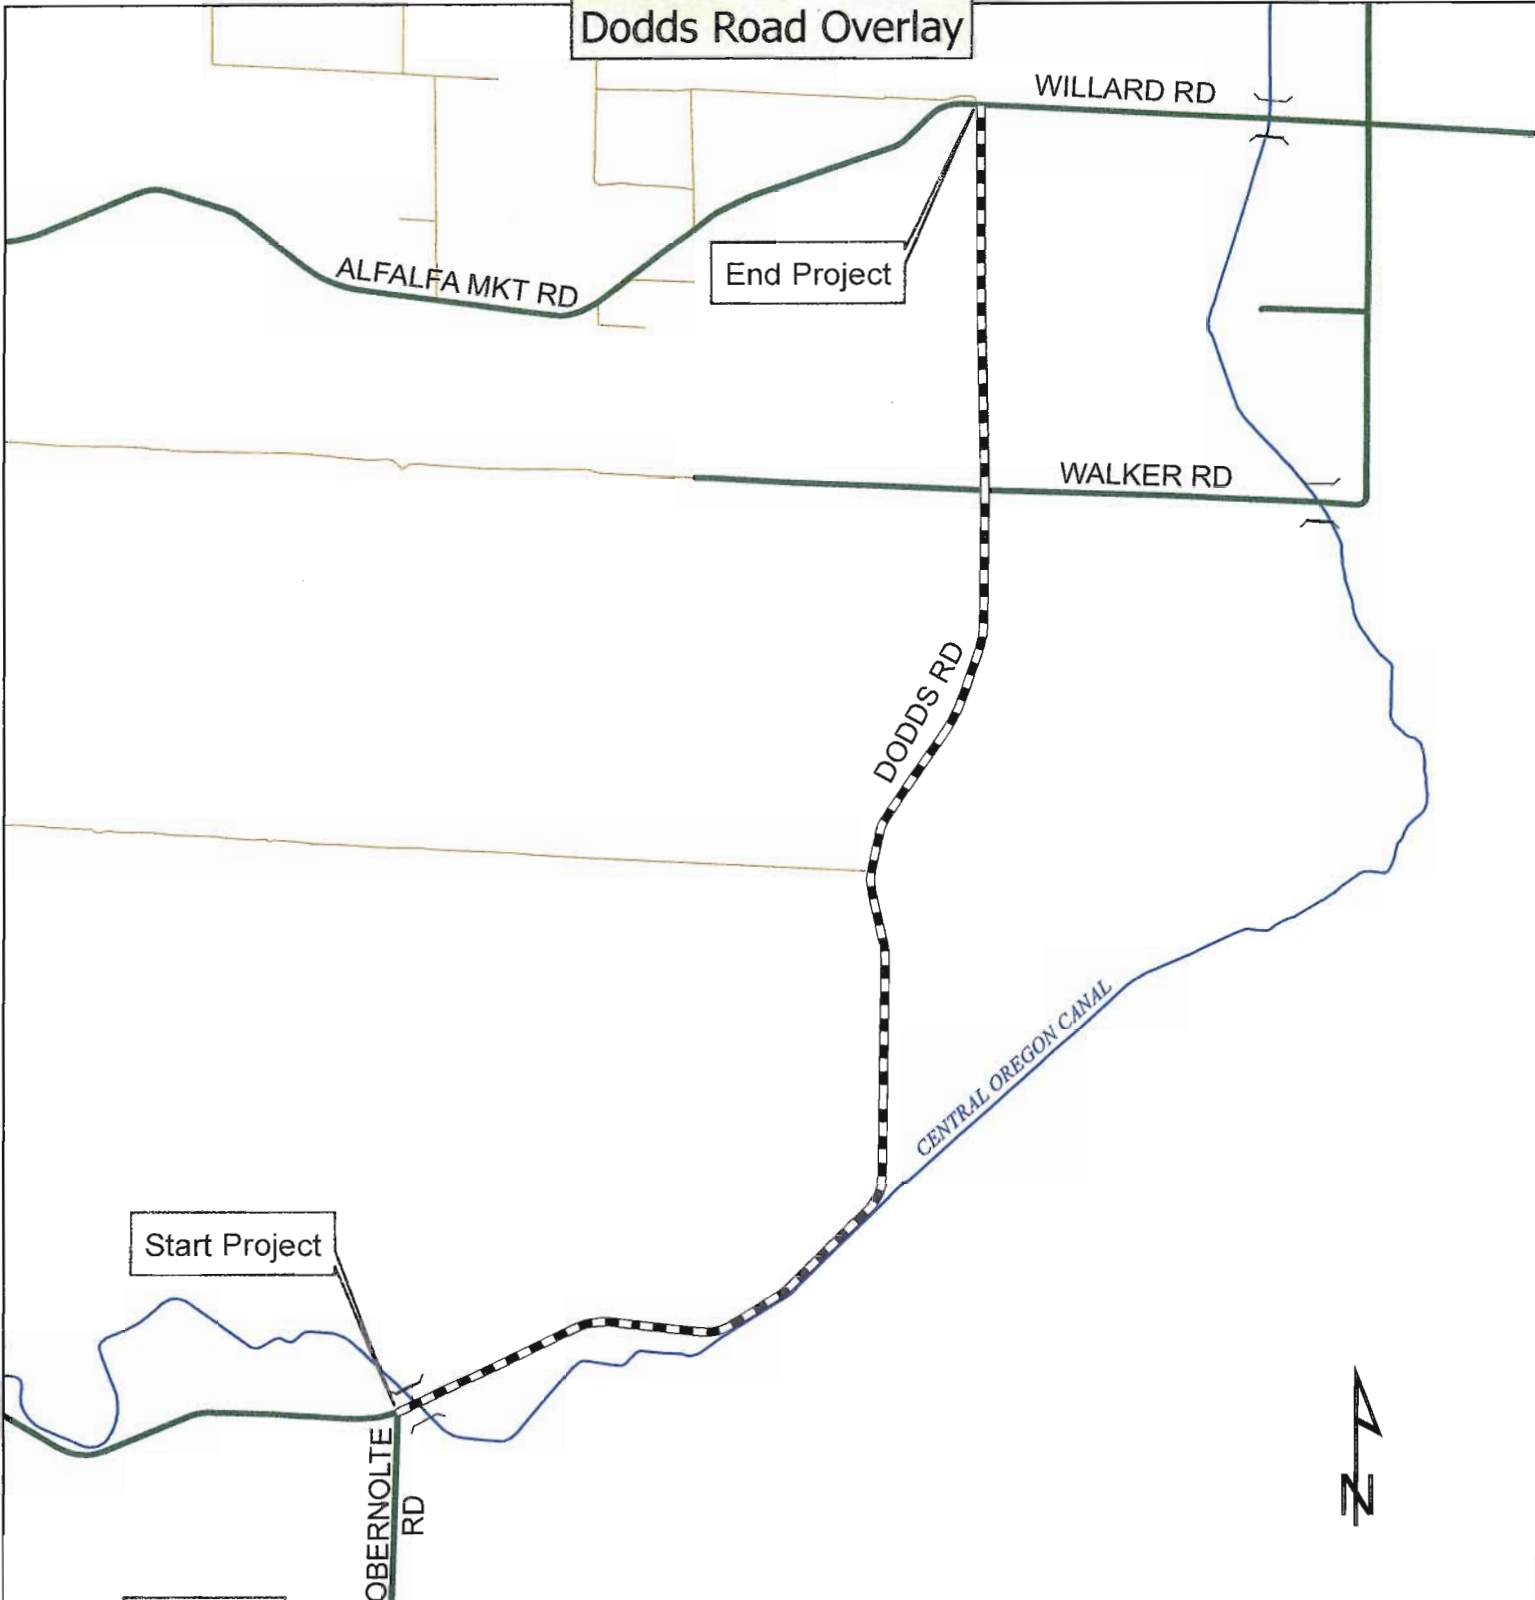 Dodds Road Overlay
WILLARD RD
End Project
ALFALFA MKT RD
WALKER RD
DODDS RD
CENTRAL OREGON CANAL
Start Project
OBERNOLTE
RD
N